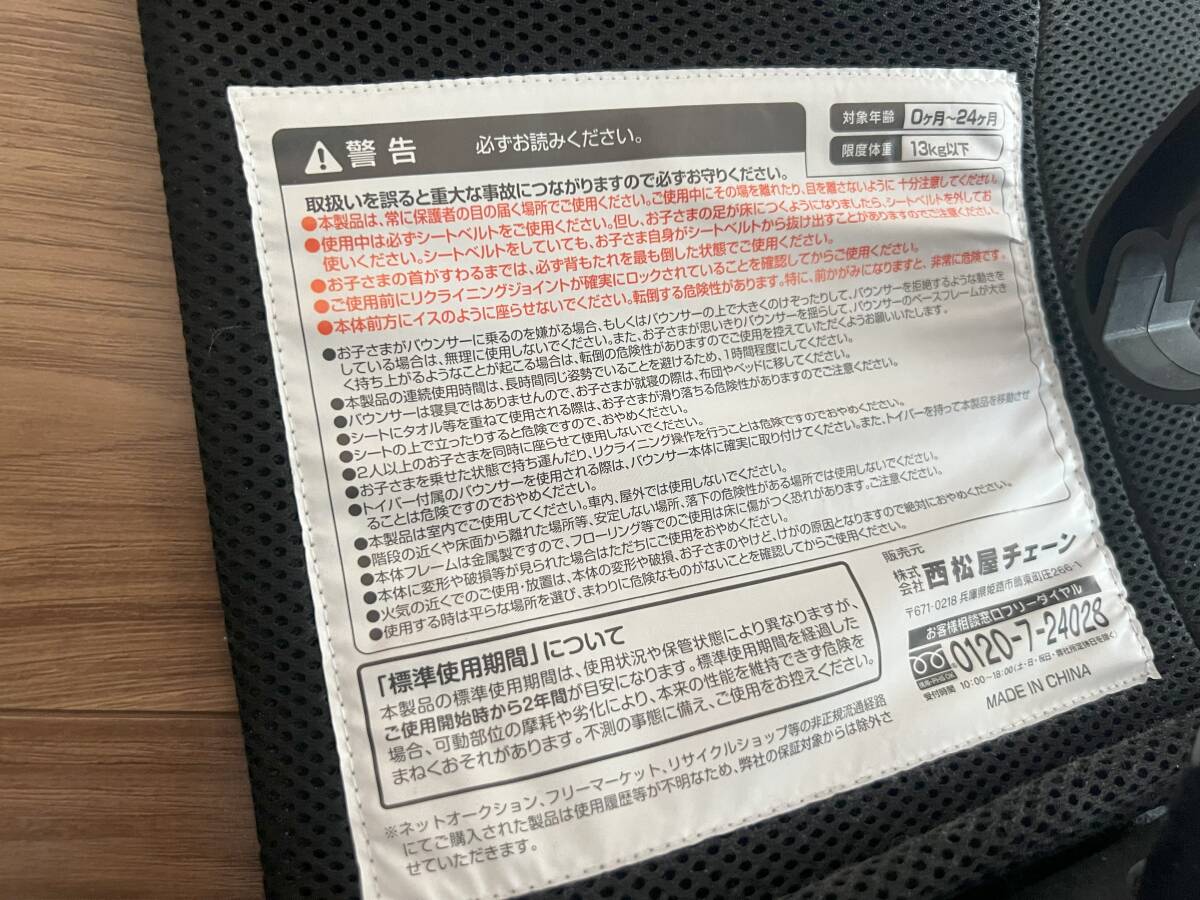 警告 必ずお読みください。
対象年齢 0ヶ月～24ヶ月
限度体重 13kg以下
取扱いを誤ると重大な事故につながりますので必ずお守りください。
●本製品は、常に保護者の目の届く場所でご使用ください。ご使用中にその場を離れたり、目を離さないように十分注意してください。
●使用中は必ずシートベルトをご使用ください。但し、お子さまの足が床につくようになりましたら、シートベルトを外してお
使いください。シートベルトをしていても、お子さま自身がシートベルトから抜け出すことがありますのでご注意ください。
●お子さまの首がすわるまでは、必ず背もたれを最も倒した状態でご使用ください。
●ご使用前にリクライニングジョイントが確実にロックされていることを確認してからご使用ください。
●本体前方にイスのように座らせないでください。転倒する危険性があります。特に、前かがみになりますと、非常に危険です。
●お子さまがバウンサーに乗るのを嫌がる場合、もしくはバウンサーの上で大きくのけぞったりして、バウンサーを拒絶するような動きを
している場合は、無理に使用しないでください。また、お子さまが思いきりバウンサーを揺らして、バウンサーのベースフレームが大き
く持ち上がるようなことが起こる場合は、転倒の危険性がありますのでご使用を控えていただくようお願いいたします。
●本製品の連続使用時間は、長時間同じ姿勢でいることを避けるため、1時間程度にしてください。
●バウンサーは寝具ではありませんので、お子さまが就寝の際は、布団やベッドに移してください。
●シートにタオル等を重ねて使用される際は、お子さまが滑り落ちる危険性がありますのでご注意ください。
●シートの上で立ったりすると危険ですので、おやめください。
●2人以上のお子さまを同時に座らせて使用しないでください。
●お子さまを乗せた状態で持ち運んだり、リクライニング操作を行うことは危険ですのでおやめください。
●トイバー付属のバウンサーを使用される際は、バウンサー本体に確実に取り付けてください。また、トイバーを持って本製品を移動させ
ることは危険ですのでおやめください。
●本製品は室内でご使用してください。車内、屋外では使用しないでください。
●階段の近くや床面から離れた場所等、安定しない場所、落下の危険性がある場所では使用しないでください。
●本体フレームは金属製ですので、フローリング等でのご使用は床に傷がつく恐れがあります。ご注意ください。
●本体に変形や破損等が見られた場合はただちにご使用をおやめください。
●火気の近くでのご使用・放置は、本体の変形や破損、お子さまのやけど、けがの原因となりますので絶対におやめください。
●使用する時は平らな場所を選び、まわりに危険なものがないことを確認してからご使用ください。
「標準使用期間」について
本製品の標準使用期間は、使用状況や保管状態により異なりますが、
ご使用開始時から2年間が目安になります。標準使用期間を経過した
場合、可動部位の摩耗や劣化により、本来の性能を維持できず危険を
まねくおそれがあります。不測の事態に備え、ご使用をお控えください。
※ネットオークション、フリーマーケット、リサイクルショップ等の非正規流通経路
にてご購入された製品は使用履歴等が不明なため、弊社の保証対象からは除外さ
せていただきます。
販売元
株式会社 西松屋チェーン
〒671-0218 兵庫県姫路市飾東町庄266-1
お客様相談窓口フリーダイヤル
0120-7-24028
携帯・PHS OK
受付時間 10:00～18:00(土・日・祝日・弊社所定休日を除く)
MADE IN CHINA